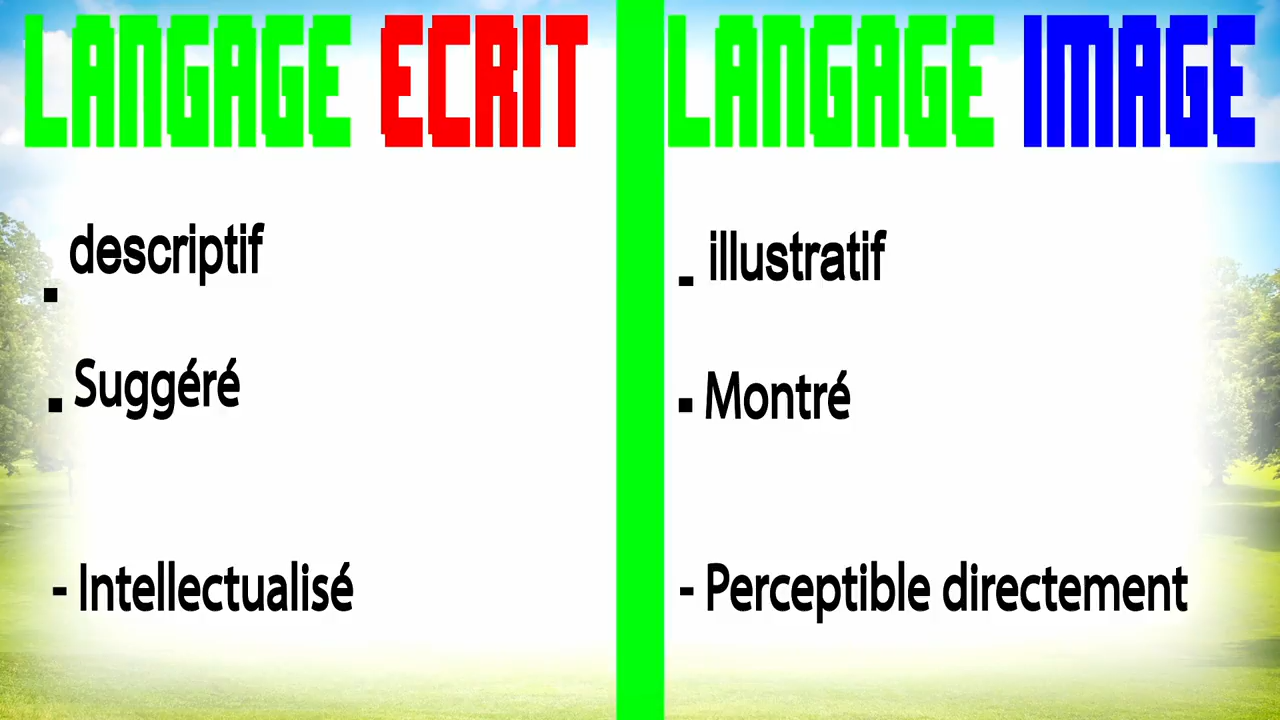 LANGAGE ECRIT
- descriptif
- Suggéré
- Intellectualisé
LANGAGE IMAGE
- illustratif
- Montré
- Perceptible directement